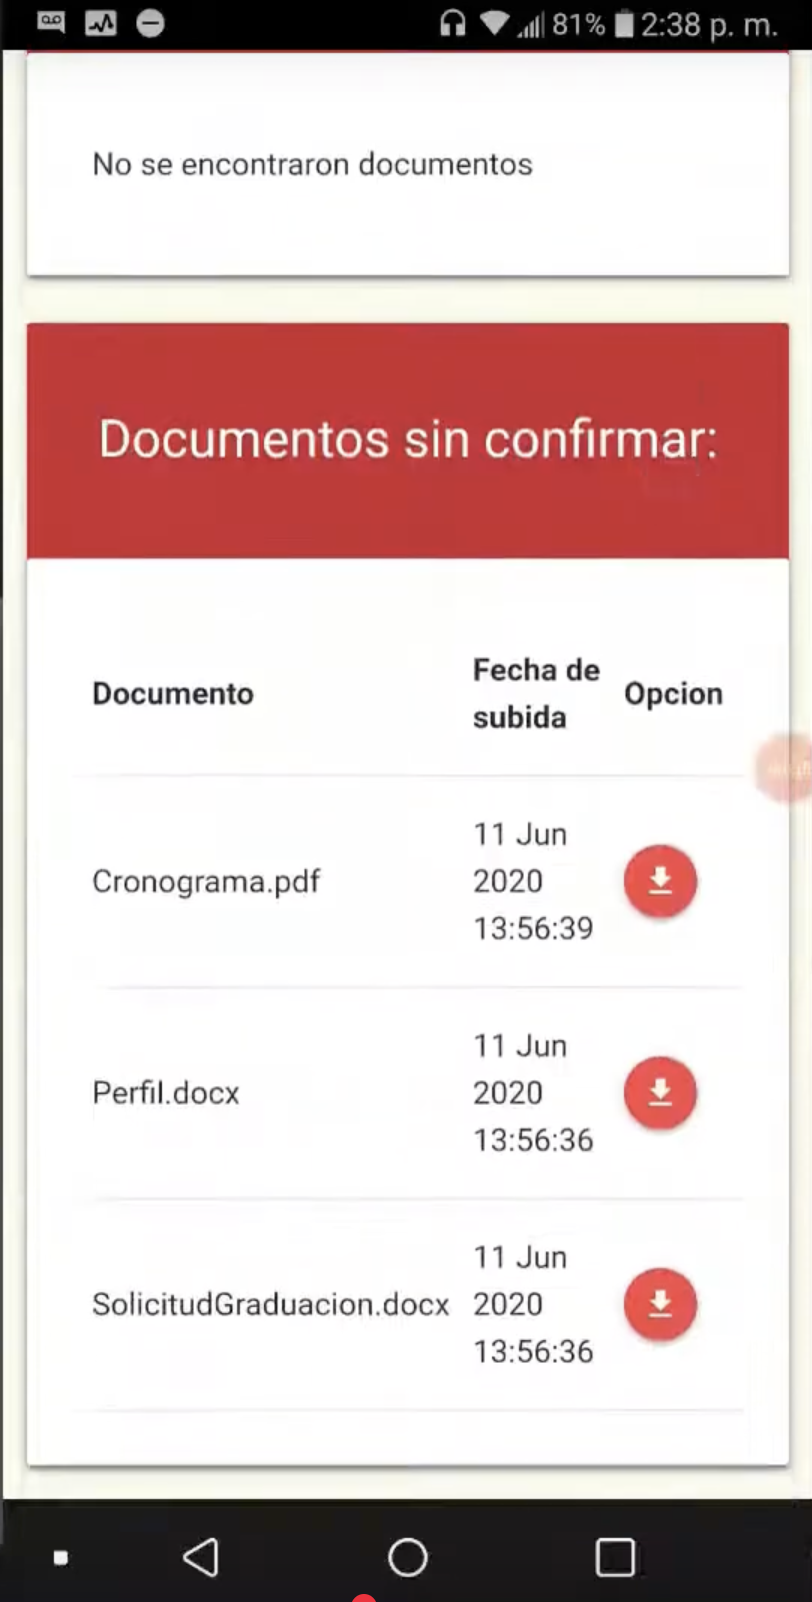 81% 2:38 p. m.
No se encontraron documentos
Documentos sin confirmar:
Documento
Fecha de
subida
Opcion
Cronograma.pdf
11 Jun
2020
13:56:39
Perfil.docx
11 Jun
2020
13:56:36
SolicitudGraduacion.docx
11 Jun
2020
13:56:36